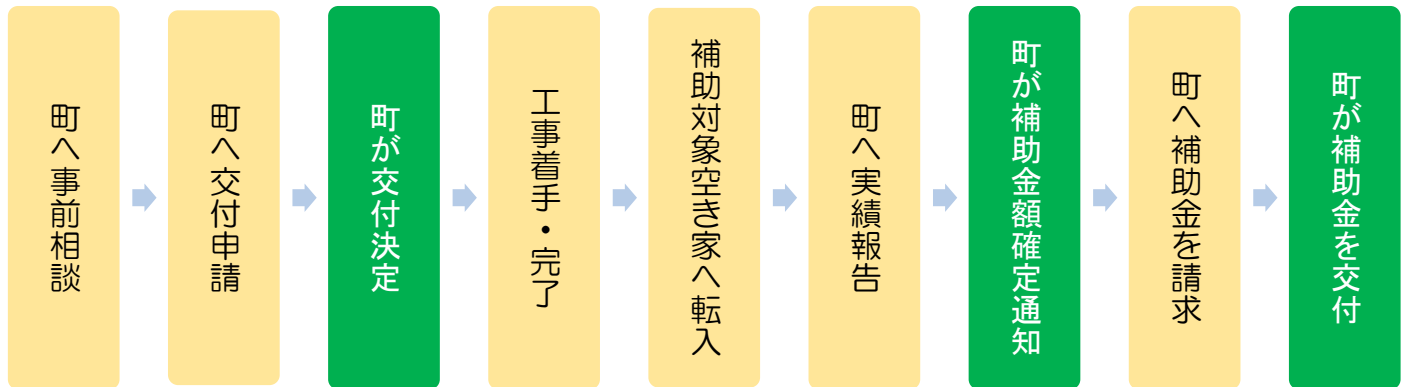 町へ事前相談
町へ交付申請
町が交付決定
工事着手・完了
補助対象空き家へ転入
町へ実績報告
町が補助金額確定通知
町へ補助金を請求
町が補助金を交付